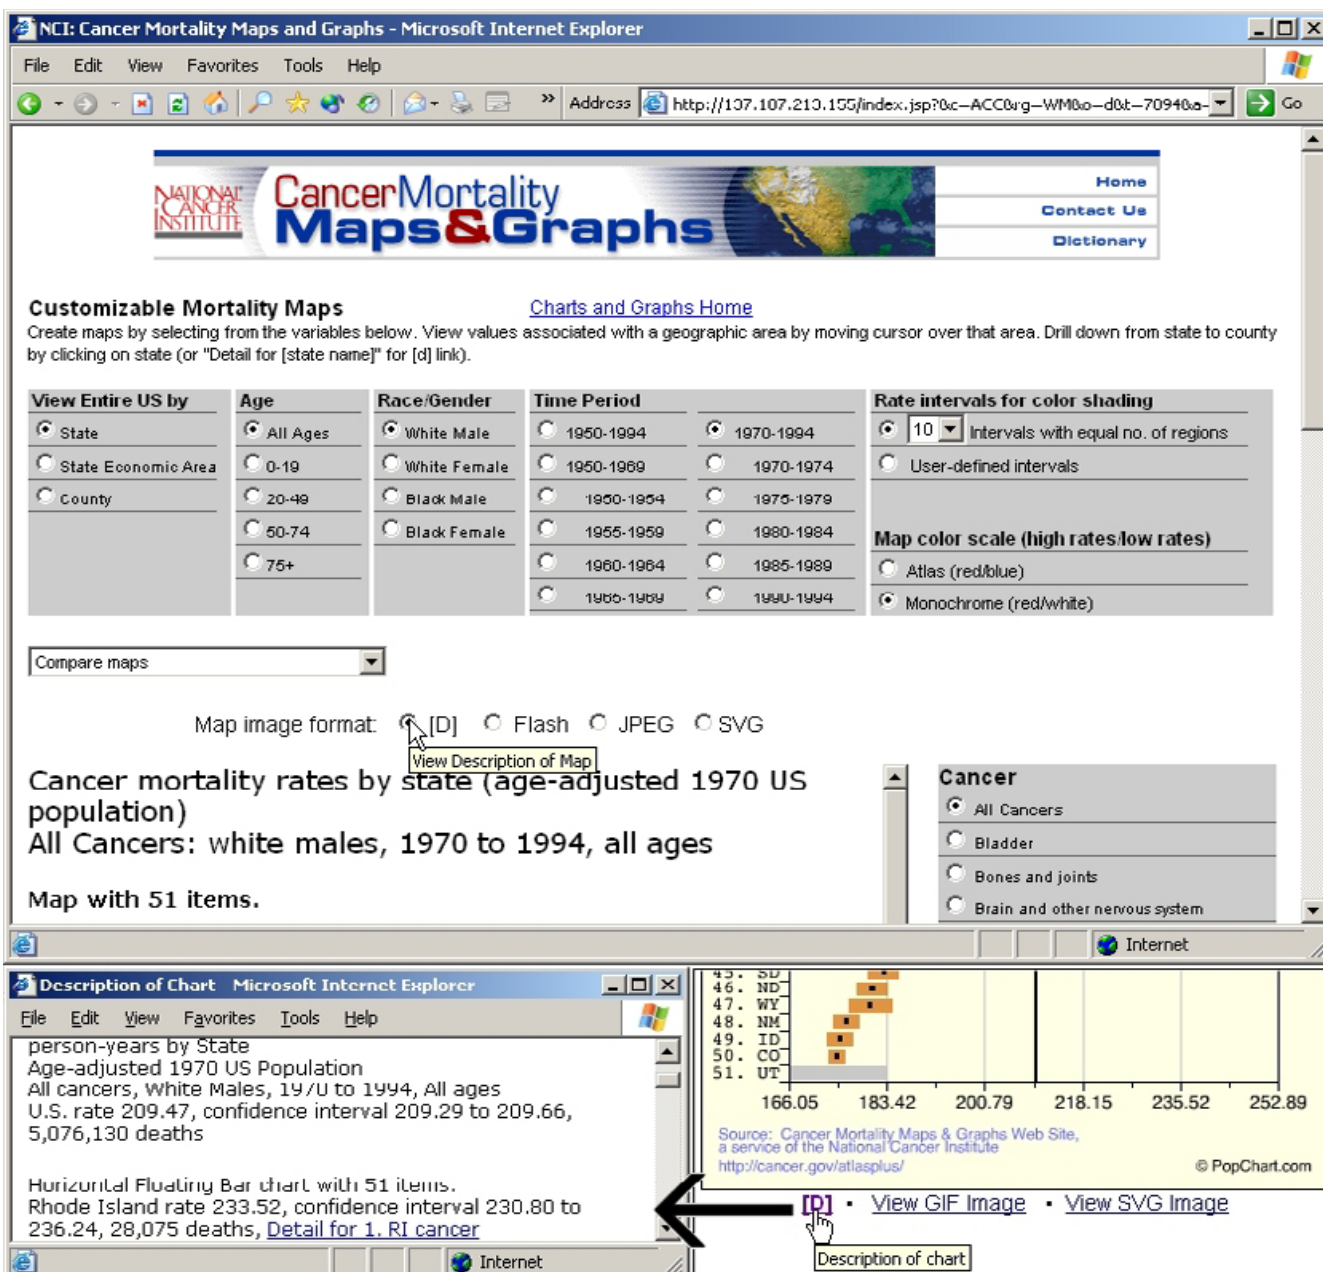 NCI: Cancer Mortality Maps and Graphs - Microsoft Internet Explorer
File Edit View Favorites Tools Help
» Address http://137.107.213.155/index.jsp?&c=ACC&rg=WM&o=d&t=7094&a- Go
NATIONAL CANCER INSTITUTE
CancerMortality
Maps&Graphs
Home
Contact Us
Dictionary
Customizable Mortality Maps Charts and Graphs Home
Create maps by selecting from the variables below. View values associated with a geographic area by moving cursor over that area. Drill down from state to county
by clicking on state (or "Detail for [state name]" for [d] link).
View Entire US by Age Race/Gender Time Period Rate intervals for color shading
State All Ages White Male 1950-1994 1970-1994 10 Intervals with equal no. of regions
State Economic Area 0-19 White Female 1950-1969 1970-1974 User-defined intervals
County 20-49 Black Male 1950-1954 1975-1979
50-74 Black Female 1955-1959 1980-1984 Map color scale (high rates/low rates)
75+ 1960-1964 1985-1989 Atlas (red/blue)
1965-1969 1990-1994 Monochrome (red/white)
Compare maps
Map image format: [D] Flash JPEG SVG
View Description of Map
Cancer mortality rates by state (age-adjusted 1970 US
population)
All Cancers: white males, 1970 to 1994, all ages
Map with 51 items.
Cancer
All Cancers
Bladder
Bones and joints
Brain and other nervous system
Internet
Description of Chart Microsoft Internet Explorer
File Edit View Favorites Tools Help
person-years by State
Age-adjusted 1970 US Population
All cancers, White Males, 1970 to 1994, All ages
U.S. rate 209.47, confidence interval 209.29 to 209.66,
5,076,130 deaths
Horizontal Floating Bar chart with 51 items.
Rhode Island rate 233.52, confidence interval 230.80 to
236.24, 28,075 deaths, Detail for 1. RI cancer
Internet
45. SD
46. ND
47. WY
48. NM
49. ID
50. CO
51. UT
166.05 183.42 200.79 218.15 235.52 252.89
Source: Cancer Mortality Maps & Graphs Web Site,
a service of the National Cancer Institute
http://cancer.gov/atlasplus/ © PopChart.com
[D] • View GIF Image • View SVG Image
Description of chart